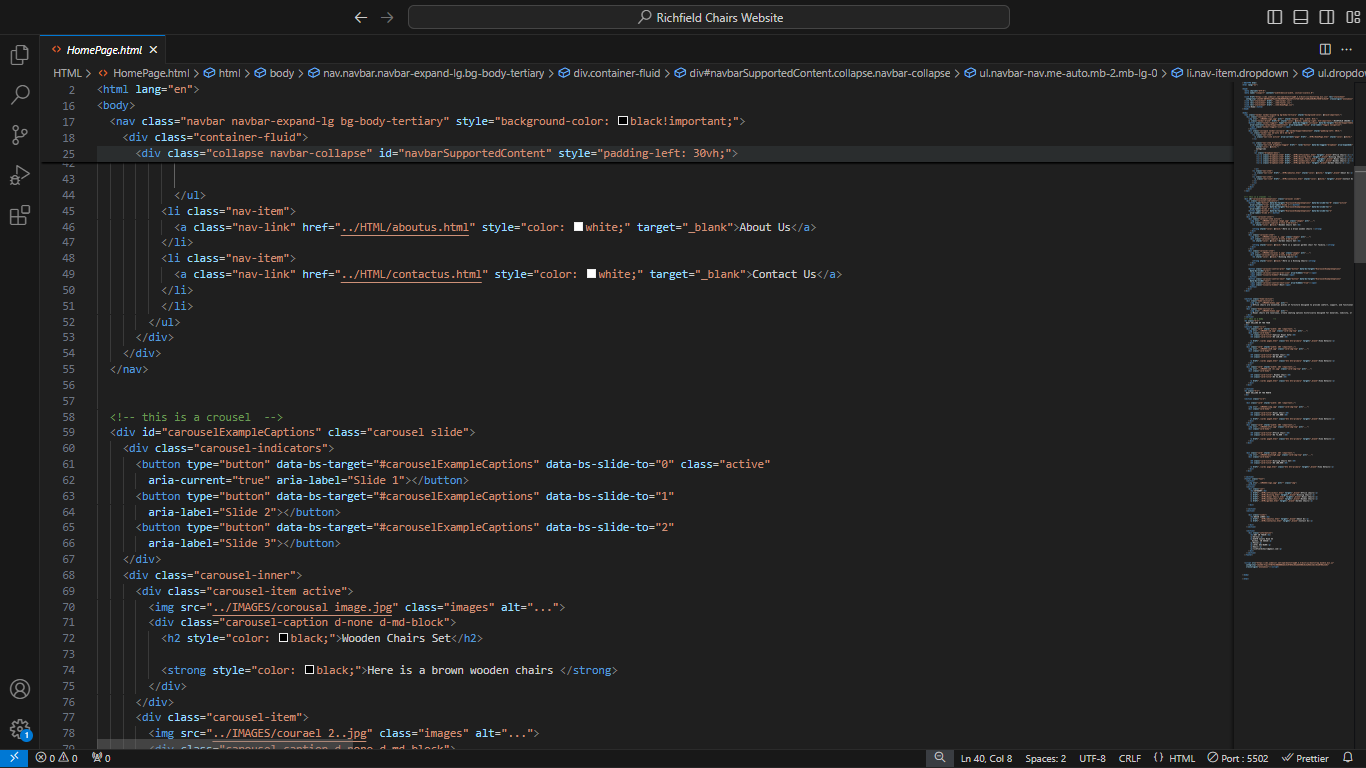 Richfield Chairs Website
HomePage.html
HTML > HomePage.html > html > body > nav.navbar.navbar-expand-lg.bg-body-tertiary > div.container-fluid > div#navbarSupportedContent.collapse.navbar-collapse > ul.navbar-nav.me-auto.mb-2.mb-lg-0 > li.nav-item.dropdown > ul.dropdo
2 <html lang="en">
16 <body>
17 <nav class="navbar navbar-expand-lg bg-body-tertiary" style="background-color: black!important;">
18 <div class="container-fluid">
25 <div class="collapse navbar-collapse" id="navbarSupportedContent" style="padding-left: 30vh;">
42
43
44 </ul>
45 <li class="nav-item">
46 <a class="nav-link" href="../HTML/aboutus.html" style="color: white;" target="_blank">About Us</a>
47 </li>
48 <li class="nav-item">
49 <a class="nav-link" href="../HTML/contactus.html" style="color: white;" target="_blank">Contact Us</a>
50 </li>
51 </li>
52 </ul>
53 </div>
54 </div>
55 </nav>
56
57
58 <!-- this is a crousel  -->
59 <div id="carouselExampleCaptions" class="carousel slide">
60 <div class="carousel-indicators">
61 <button type="button" data-bs-target="#carouselExampleCaptions" data-bs-slide-to="0" class="active"
62 aria-current="true" aria-label="Slide 1"></button>
63 <button type="button" data-bs-target="#carouselExampleCaptions" data-bs-slide-to="1"
64 aria-label="Slide 2"></button>
65 <button type="button" data-bs-target="#carouselExampleCaptions" data-bs-slide-to="2"
66 aria-label="Slide 3"></button>
67 </div>
68 <div class="carousel-inner">
69 <div class="carousel-item active">
70 <img src="../IMAGES/corousal image.jpg" class="images" alt="...">
71 <div class="carousel-caption d-none d-md-block">
72 <h2 style="color: black;">Wooden Chairs Set</h2>
73
74 <strong style="color: black;">Here is a brown wooden chairs </strong>
75 </div>
76 </div>
77 <div class="carousel-item">
78 <img src="../IMAGES/courael 2..jpg" class="images" alt="...">
79 <div class="carousel-caption d-none d-md-block">
1
0 0 0 Ln 40, Col 8 Spaces: 2 UTF-8 CRLF HTML Port : 5502 Prettier